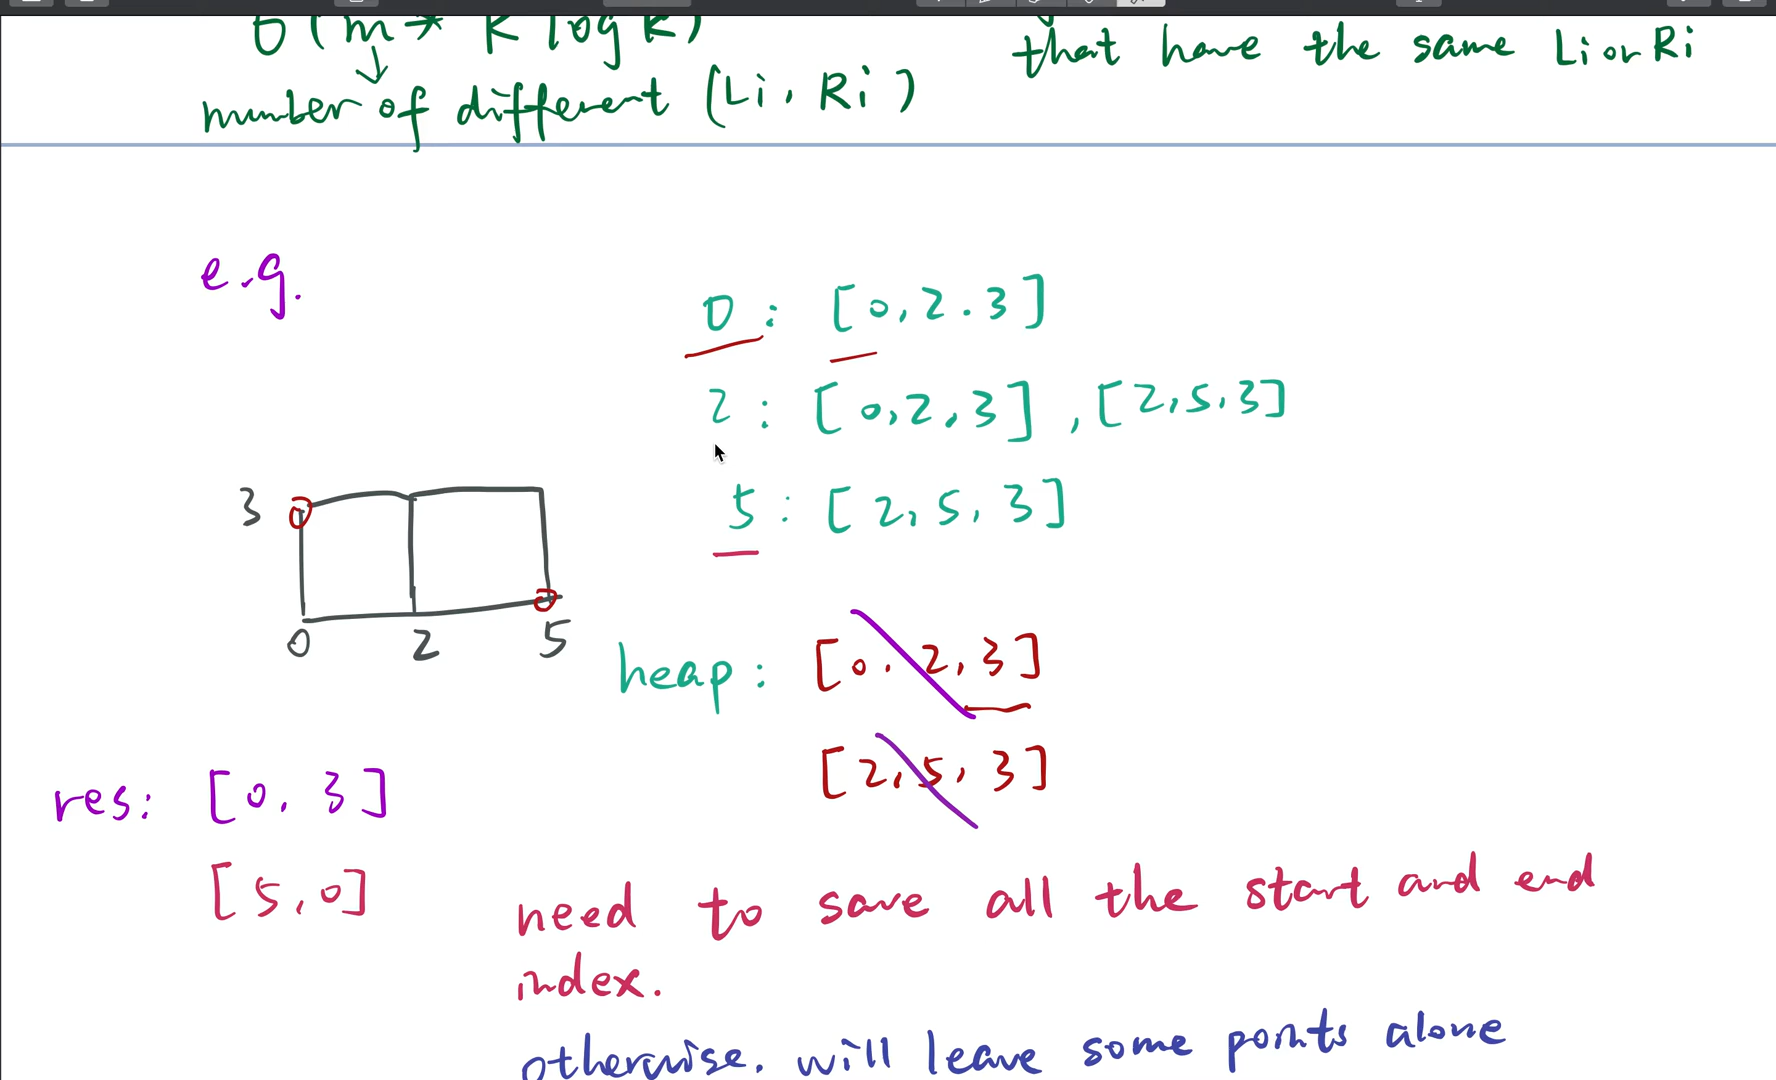 O(m * K log K)
that have the same Li or Ri
number of different (Li, Ri)
e.g.
0 : [0, 2. 3]
2 : [0, 2, 3], [2, 5, 3]
5 : [2, 5, 3]
3
0 2 5
heap : [0. 2, 3]
[2, 5, 3]
res : [0, 3]
[5, 0]
need to save all the start and end
index.
otherwise. will leave some points alone